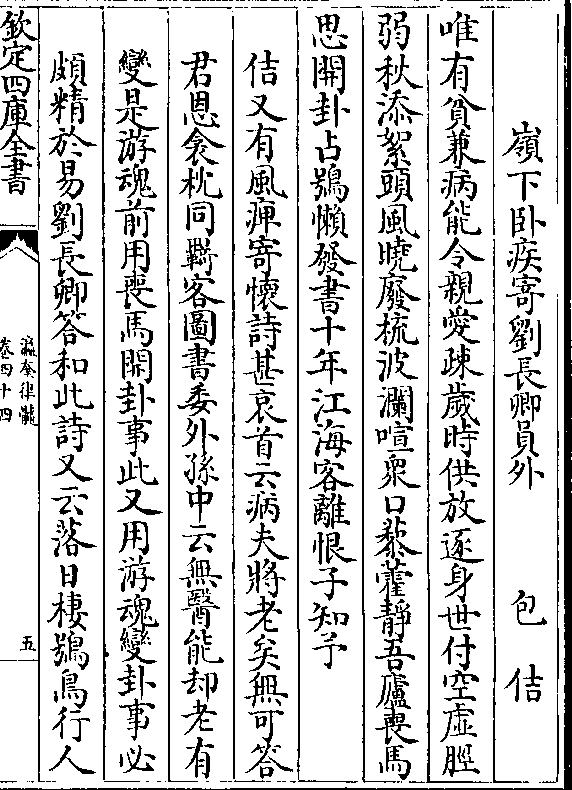 嶺下卧疾寄劉長卿員外　包佶
唯有貧兼病能令親愛疎歲時供放逐身世付空虛脛
弱秋添絮頭風曉廢梳波瀾喧衆口藜藿靜吾廬喪馬
思開卦占鴞懶發書十年江海客離恨子知予
佶又有風痺寄懷詩甚哀首云病夫將老矣無可答
君恩衾枕同羈客圖書委外孫中云無醫能却老有
變是游魂前用喪馬開卦事此又用游魂變卦事必
頗精於易劉長卿答和此詩又云落日棲鴞鳥行人
欽定四庫全書
瀛奎律髓
卷四十四
五